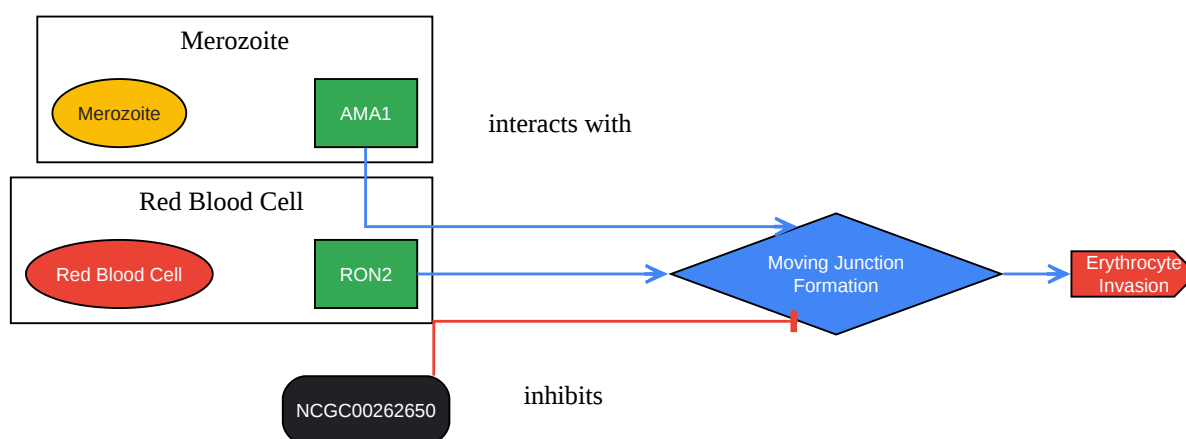 Merozoite
Merozoite
AMA1
interacts with
Red Blood Cell
Red Blood Cell
RON2
Moving Junction
Formation
Erythrocyte
Invasion
NCGC00262650
inhibits